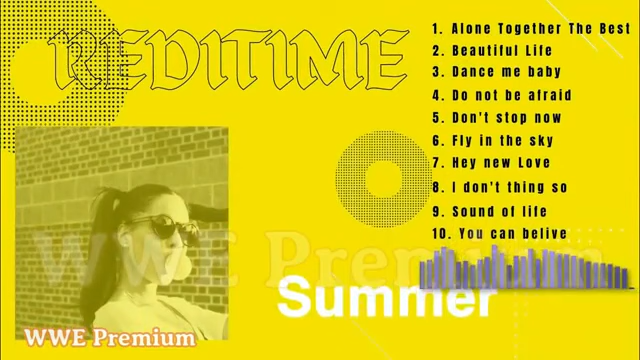 REDITIME
1. Alone Together The Best
2. Beautiful Life
3. Dance me baby
4. Do not be afraid
5. Don't stop now
6. Fly in the sky
7. Hey new Love
8. I don't thing so
9. Sound of life
10. You can belive
WWE Premium
Summer
WWE Premium